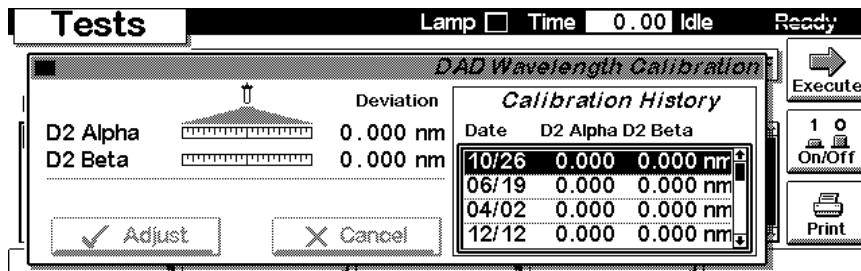 Tests
Lamp Time 0.00 Idle Ready
DAD Wavelength Calibration
Deviation
D2 Alpha 0.000 nm
D2 Beta 0.000 nm
Adjust Cancel
Calibration History
Date D2 Alpha D2 Beta
10/26 0.000 0.000 nm
06/19 0.000 0.000 nm
04/02 0.000 0.000 nm
12/12 0.000 0.000 nm
Execute
1 0
On/Off
Print